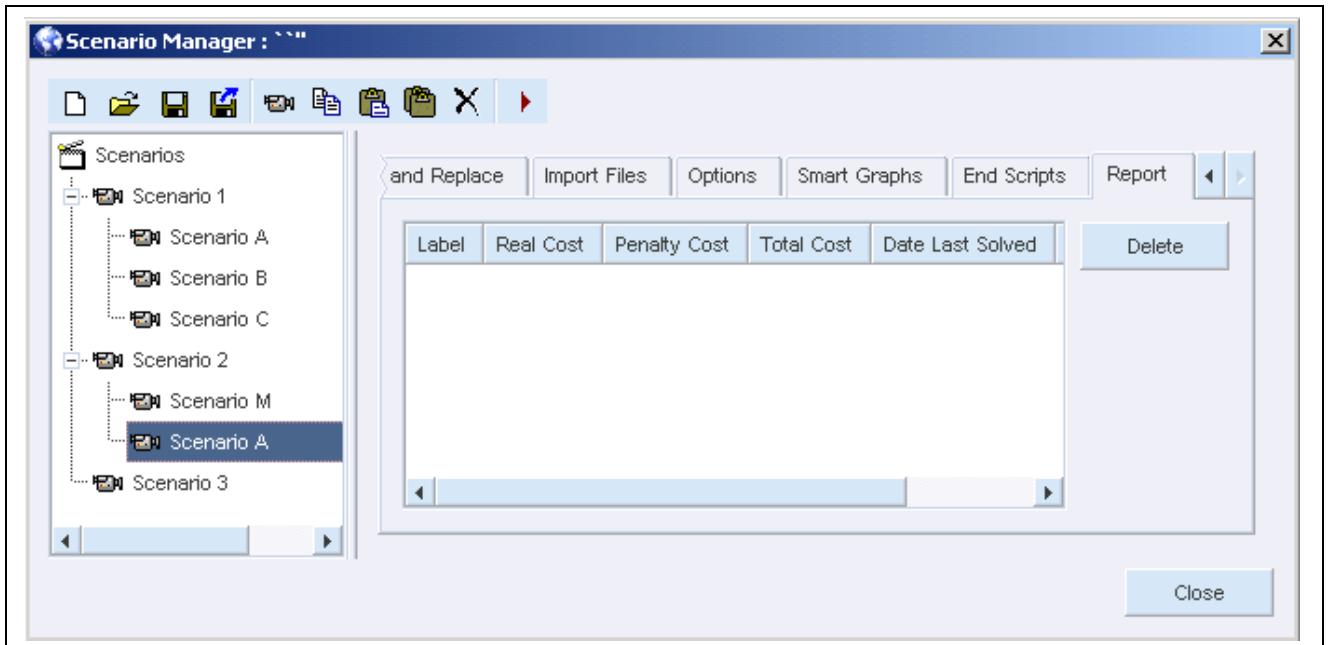 Scenario Manager : ``"
Scenarios
Scenario 1
Scenario A
Scenario B
Scenario C
Scenario 2
Scenario M
Scenario A
Scenario 3
and Replace Import Files Options Smart Graphs End Scripts Report
Label Real Cost Penalty Cost Total Cost Date Last Solved
Delete
Close